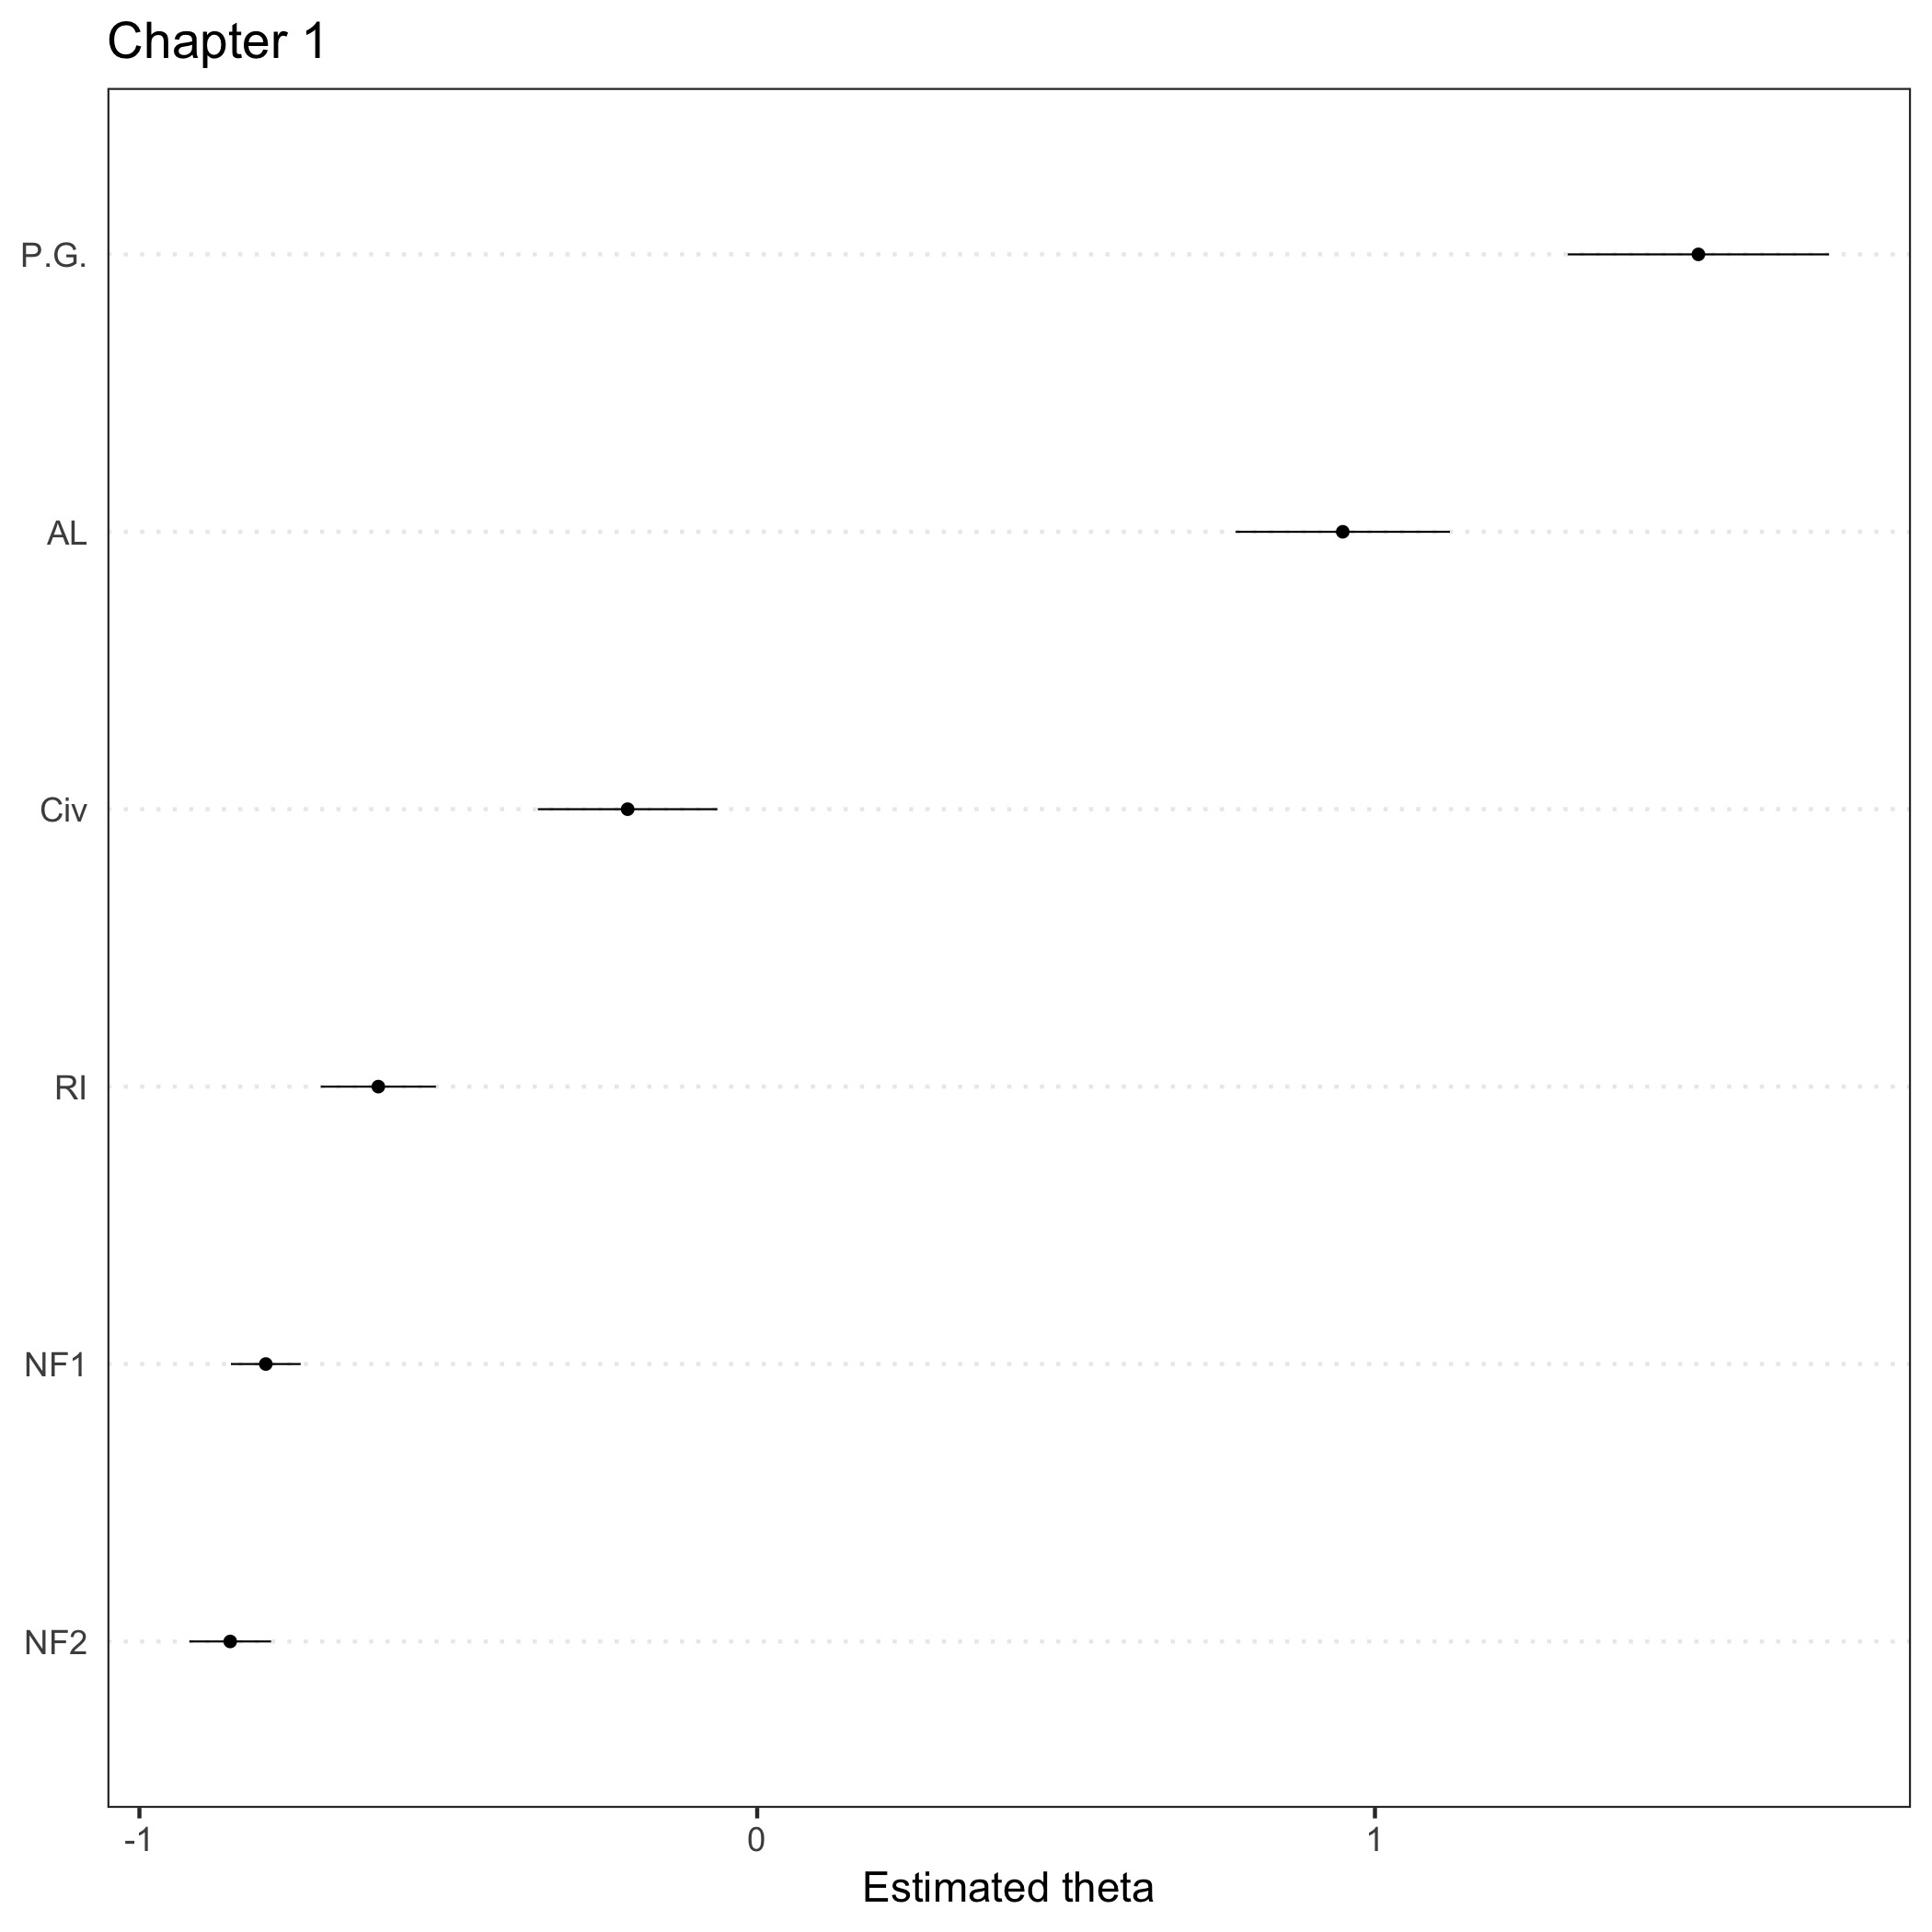 Chapter 1
P.G.
AL
Civ
RI
NF1
NF2
-1 0 1
Estimated theta